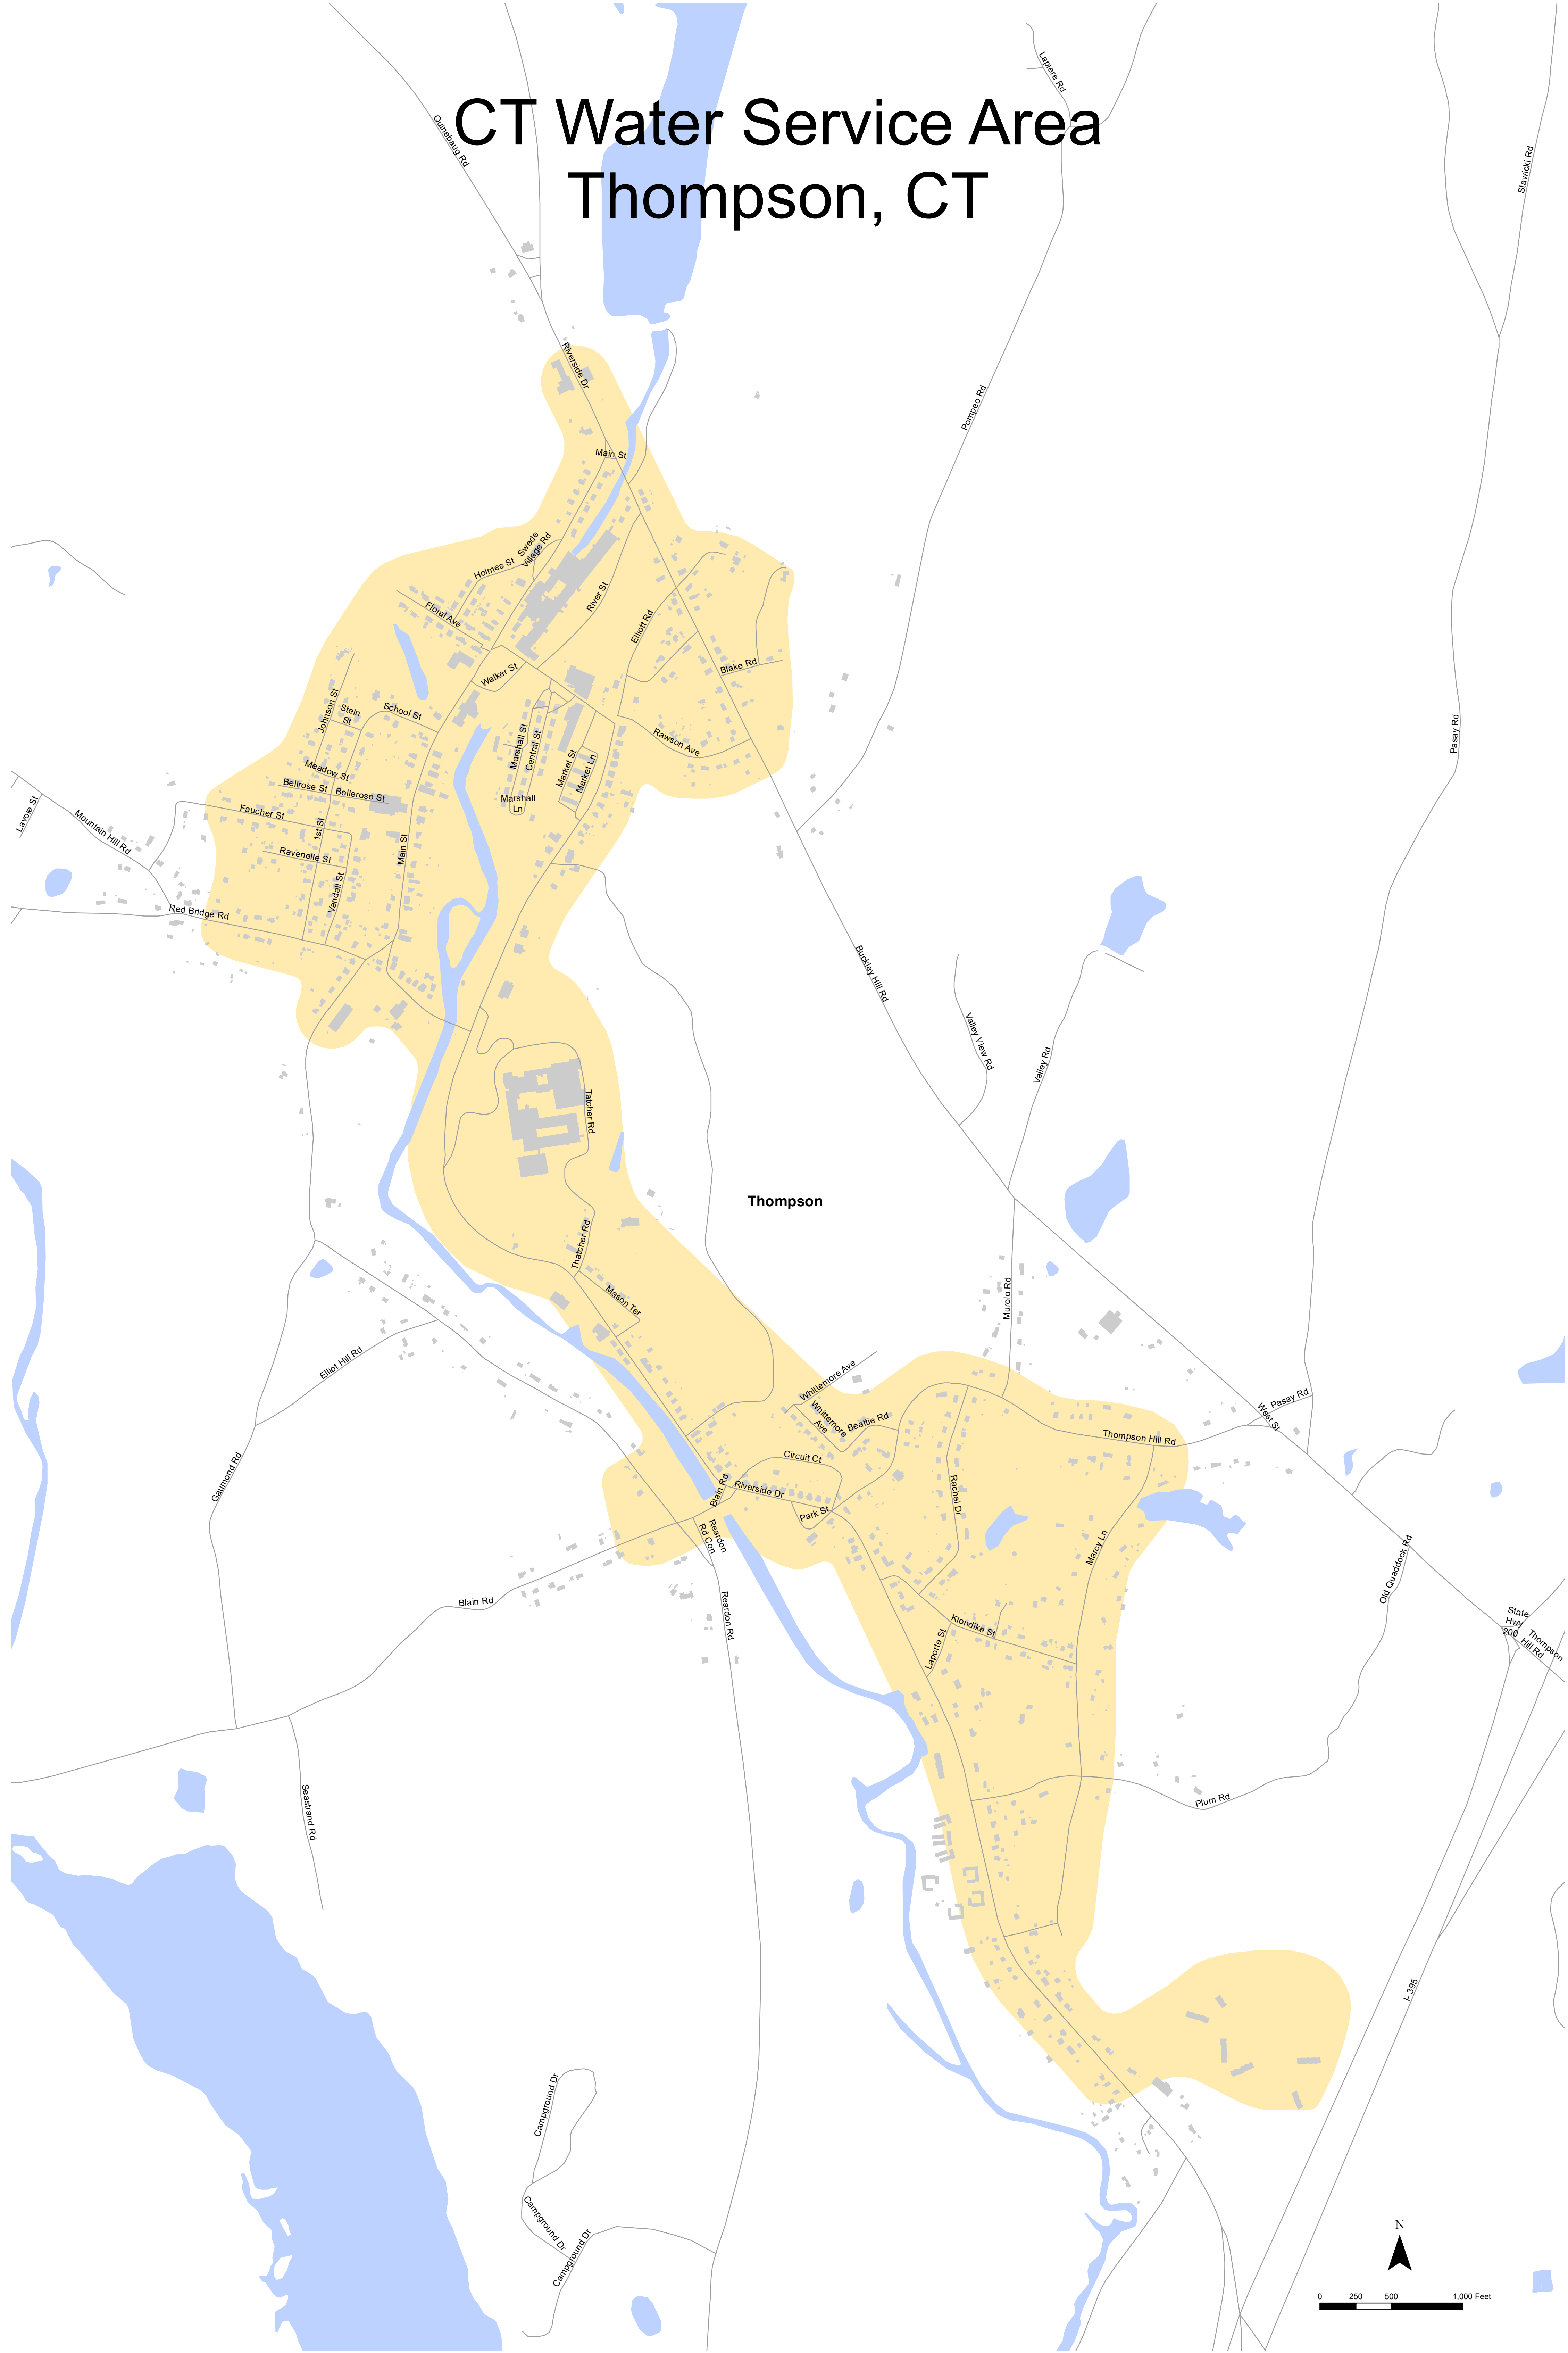 CT Water Service Area
Thompson, CT
Lapiere Rd
Quinebaug Rd
Stawicki Rd
Riverside Dr
Pompeo Rd
Main St
Swede
Village Rd
Holmes St
River St
Floral Ave
Elliott Rd
Blake Rd
Walker St
Johnson St
Stein
St
School St
Marshall St
Central St
Rawson Ave
Pasay Rd
Market St
Market Ln
Meadow St
Bellrose St
Bellerose St
Marshall
Ln
Lavoie St
Mountain Hill Rd
Faucher St
1st St
Main St
Ravenelle St
Vandall St
Red Bridge Rd
Buckley Hill Rd
Valley View Rd
Valley Rd
Tatcher Rd
Thompson
Thatcher Rd
Mason Ter
Murolo Rd
Elliot Hill Rd
Whittemore Ave
Whittemore
Ave
Beattie Rd
Pasay Rd
West St
Thompson Hill Rd
Circuit Ct
Gaumond Rd
Blain Rd
Riverside Dr
Rachel Dr
Park St
Reardon
Rd Con
Marcy Ln
Old Quaddock Rd
Blain Rd
Reardon Rd
Klondike St
Laporte St
State
Hwy
200
Thompson
Hill Rd
Plum Rd
Seastrand Rd
I- 395
Campground Dr
Campground Dr
Campground Dr
N
0 250 500 1,000 Feet